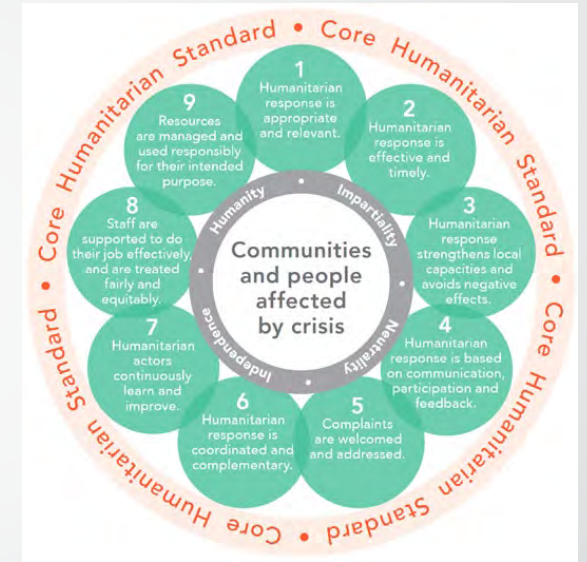 Core Humanitarian Standard • Core Humanitarian Standard • Core Humanitarian Standard • Core Humanitarian Standard •
1
Humanitarian
response is
appropriate
and relevant.
2
Humanitarian
response is
effective and
timely.
3
Humanitarian
response
strengthens local
capacities and
avoids negative
effects.
4
Humanitarian
response is based
on communication,
participation and
feedback.
5
Complaints
are welcomed
and addressed.
6
Humanitarian
response is
coordinated and
complementary.
7
Humanitarian
actors
continuously
learn and
improve.
8
Staff are
supported to do
their job effectively,
and are treated
fairly and
equitably.
9
Resources
are managed and
used responsibly
for their intended
purpose.
Humanity • Impartiality • Neutrality • Independence •
Communities
and people
affected
by crisis